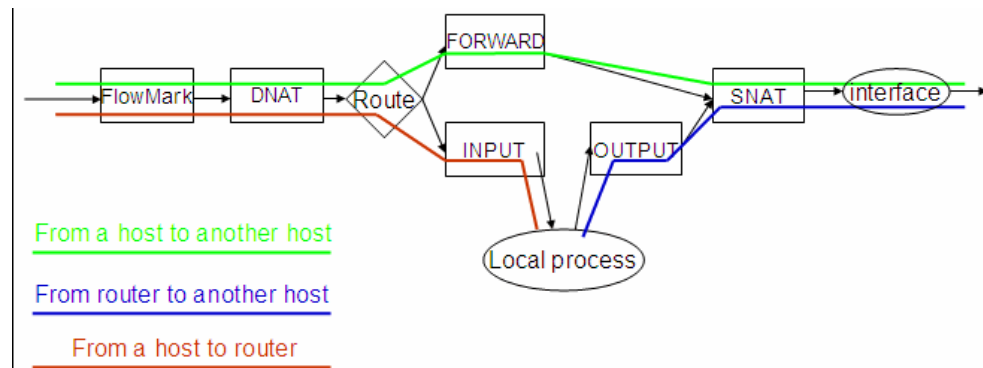 FORWARD
FlowMark
DNAT
Route
SNAT
interface
INPUT
OUTPUT
Local process
From a host to another host
From router to another host
From a host to router